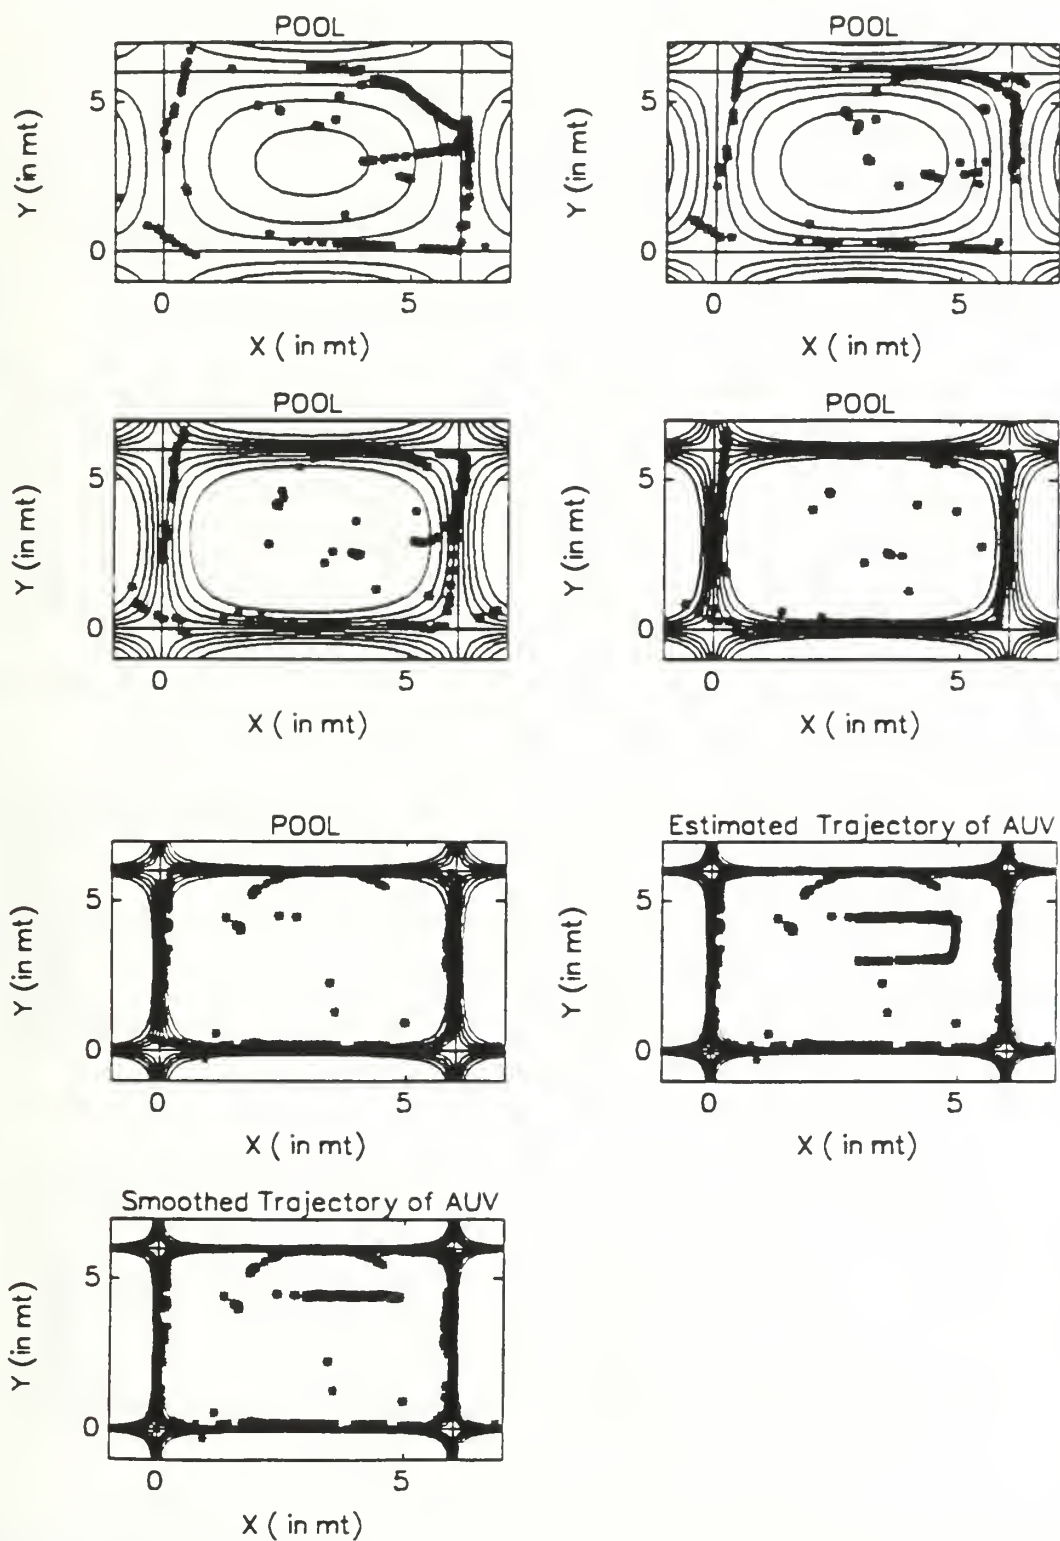 POOL
Y (in mt)
5
0
0 5
X ( in mt)
POOL
Y (in mt)
5
0
0 5
X ( in mt)
POOL
Y (in mt)
5
0
0 5
X ( in mt)
POOL
Y (in mt)
5
0
0 5
X ( in mt)
POOL
Y (in mt)
5
0
0 5
X ( in mt)
Estimated Trajectory of AUV
Y (in mt)
5
0
0 5
X ( in mt)
Smoothed Trajectory of AUV
Y (in mt)
5
0
0 5
X ( in mt)